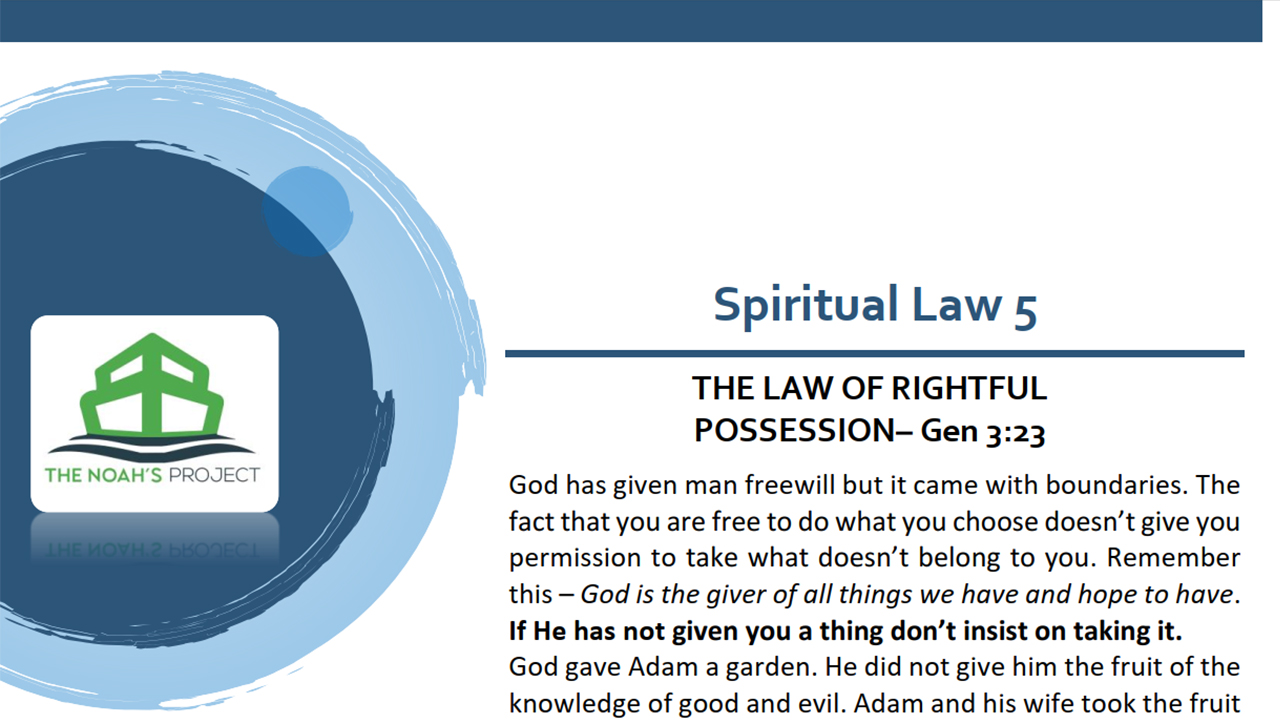 Spiritual Law 5
THE LAW OF RIGHTFUL
POSSESSION– Gen 3:23
God has given man freewill but it came with boundaries. The
fact that you are free to do what you choose doesn’t give you
permission to take what doesn’t belong to you. Remember
this – God is the giver of all things we have and hope to have.
If He has not given you a thing don’t insist on taking it.
God gave Adam a garden. He did not give him the fruit of the
knowledge of good and evil. Adam and his wife took the fruit
THE NOAH’S PROJECT
THE NOAH’S PROJECT